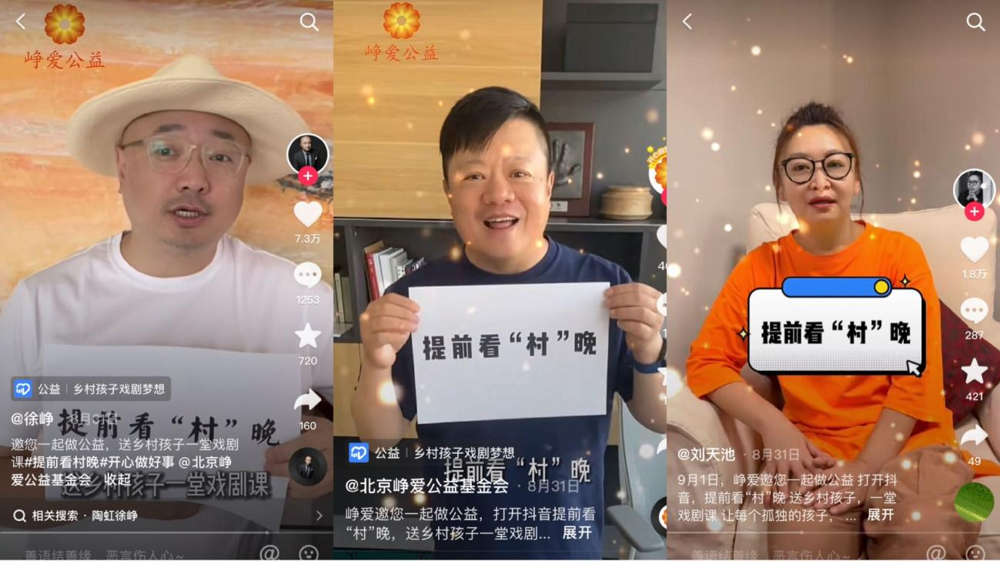 峥爱公益
7.3万
1253
720
160
公益 | 乡村孩子戏剧梦想
@徐峥 · 8月31日
提前看“村”晚
邀您一起做公益，送乡村孩子一堂戏剧
课#提前看村晚#开心做好事 @北京峥
爱公益基金会 收起
送乡村孩子一堂戏剧课
相关搜索 · 陶虹徐峥
善语结善缘，恶言伤人心~
峥爱公益
提前看“村”晚
公益 | 乡村孩子戏剧梦想
提前看“村”晚
@北京峥爱公益基金会 · 8月31日
峥爱邀您一起做公益，打开抖音提前看
“村”晚，送乡村孩子一堂戏剧... 展开
1.8万
提前看“村”晚
287
421
49
@刘天池 · 8月31日
9月1日，峥爱邀您一起做公益 打开抖
音，提前看“村”晚 送乡村孩子，一堂
戏剧课 让每个孤独的孩子，... 展开
善语结善缘，恶言伤人心~